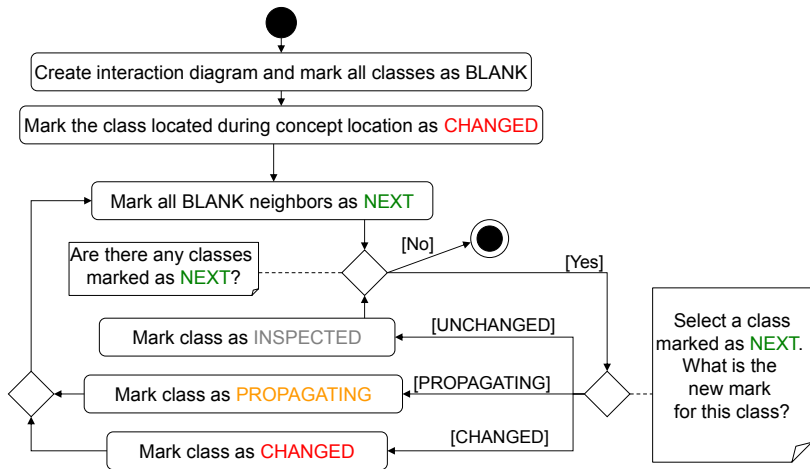 Create interaction diagram and mark all classes as BLANK
Mark the class located during concept location as CHANGED
Mark all BLANK neighbors as NEXT
[No]
Are there any classes
marked as NEXT?
[Yes]
Mark class as INSPECTED
[UNCHANGED]
Select a class
marked as NEXT.
What is the
new mark
for this class?
Mark class as PROPAGATING
[PROPAGATING]
Mark class as CHANGED
[CHANGED]